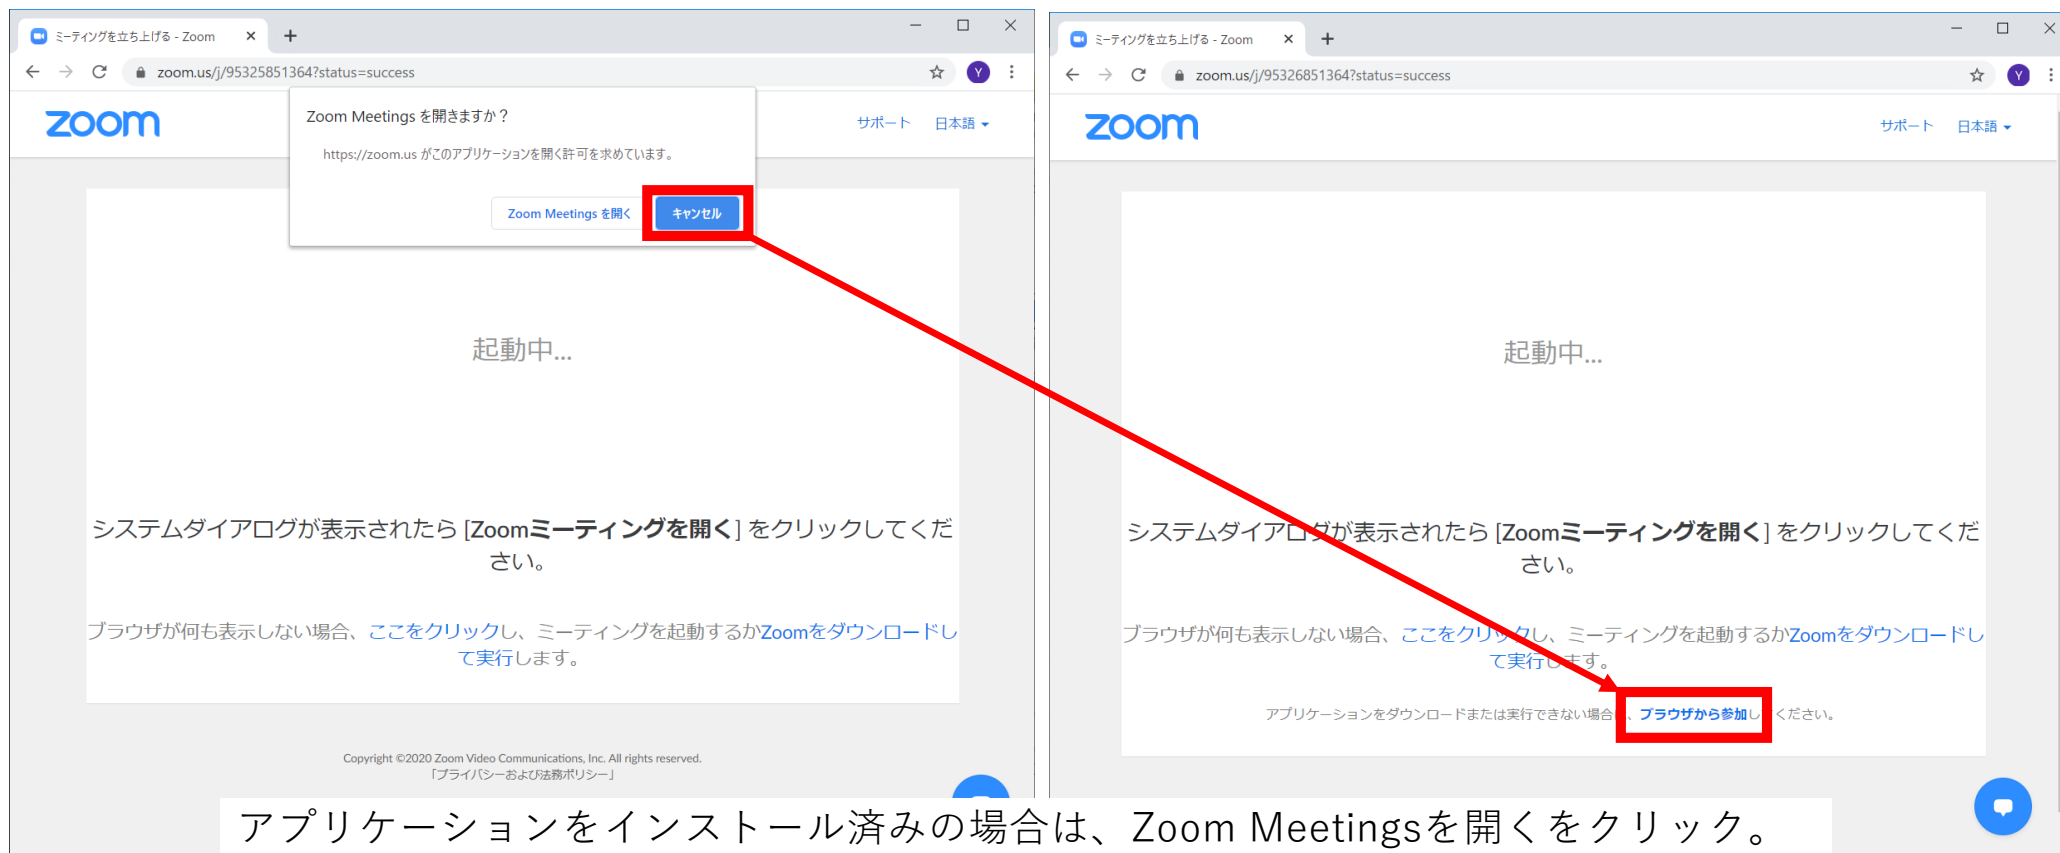 ミーティングを立ち上げる - Zoom
zoom.us/j/95325851364?status=success
zoom
サポート 日本語
Zoom Meetings を開きますか？
https://zoom.us がこのアプリケーションを開く許可を求めています。
Zoom Meetings を開く キャンセル
起動中...
システムダイアログが表示されたら [Zoomミーティングを開く] をクリックしてくだ
さい。
ブラウザが何も表示しない場合、ここをクリックし、ミーティングを起動するかZoomをダウンロードし
て実行します。
Copyright ©2020 Zoom Video Communications, Inc. All rights reserved.
「プライバシーおよび法務ポリシー」
ミーティングを立ち上げる - Zoom
zoom.us/j/95326851364?status=success
Y
zoom
サポート 日本語
起動中...
システムダイアログが表示されたら [Zoomミーティングを開く] をクリックしてくだ
さい。
ブラウザが何も表示しない場合、ここをクリックし、ミーティングを起動するかZoomをダウンロードし
て実行します。
アプリケーションをダウンロードまたは実行できない場合は、ブラウザから参加してください。
アプリケーションをインストール済みの場合は、Zoom Meetingsを開くをクリック。